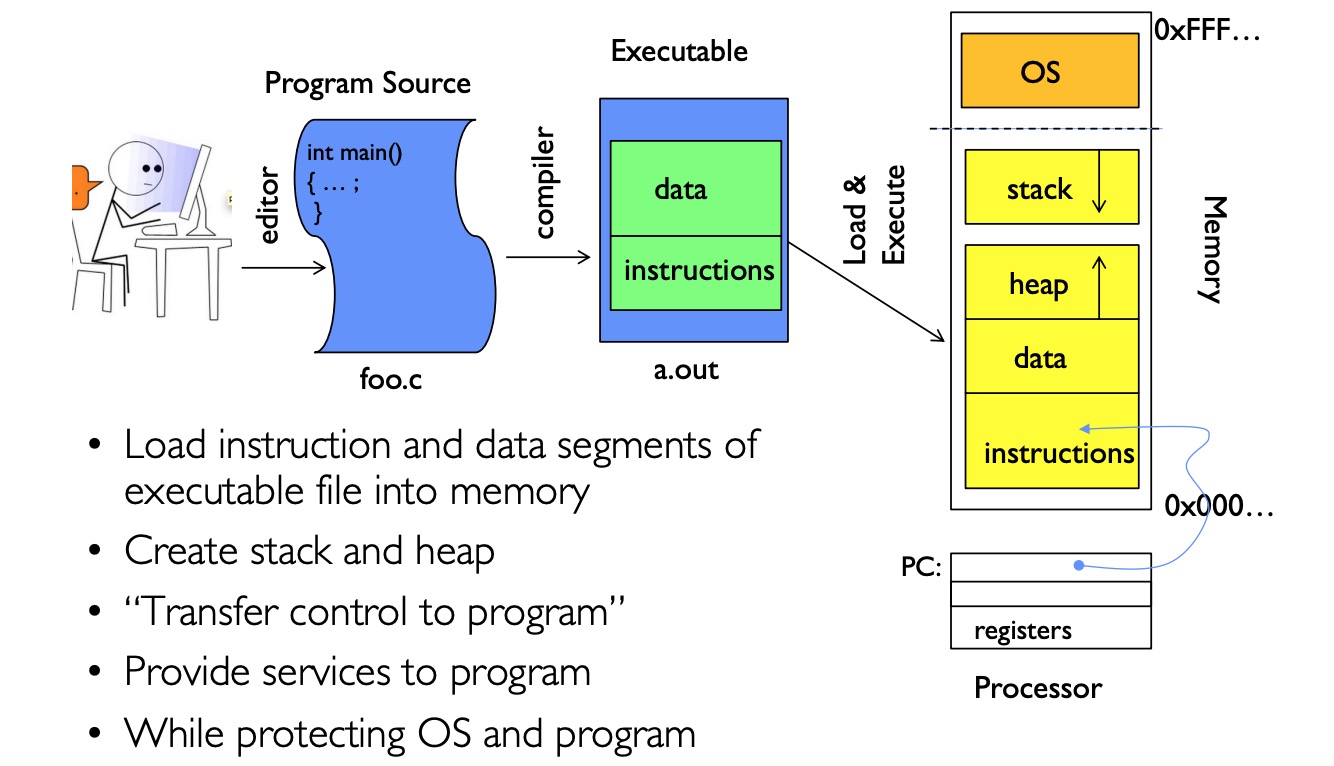 Program Source
Executable
0xFFF…
OS
int main()
{ … ;
}
editor
compiler
data
instructions
Load &
Execute
stack
heap
data
instructions
Memory
foo.c
a.out
0x000…
• Load instruction and data segments of
executable file into memory
• Create stack and heap
• “Transfer control to program”
• Provide services to program
• While protecting OS and program
PC:
registers
Processor